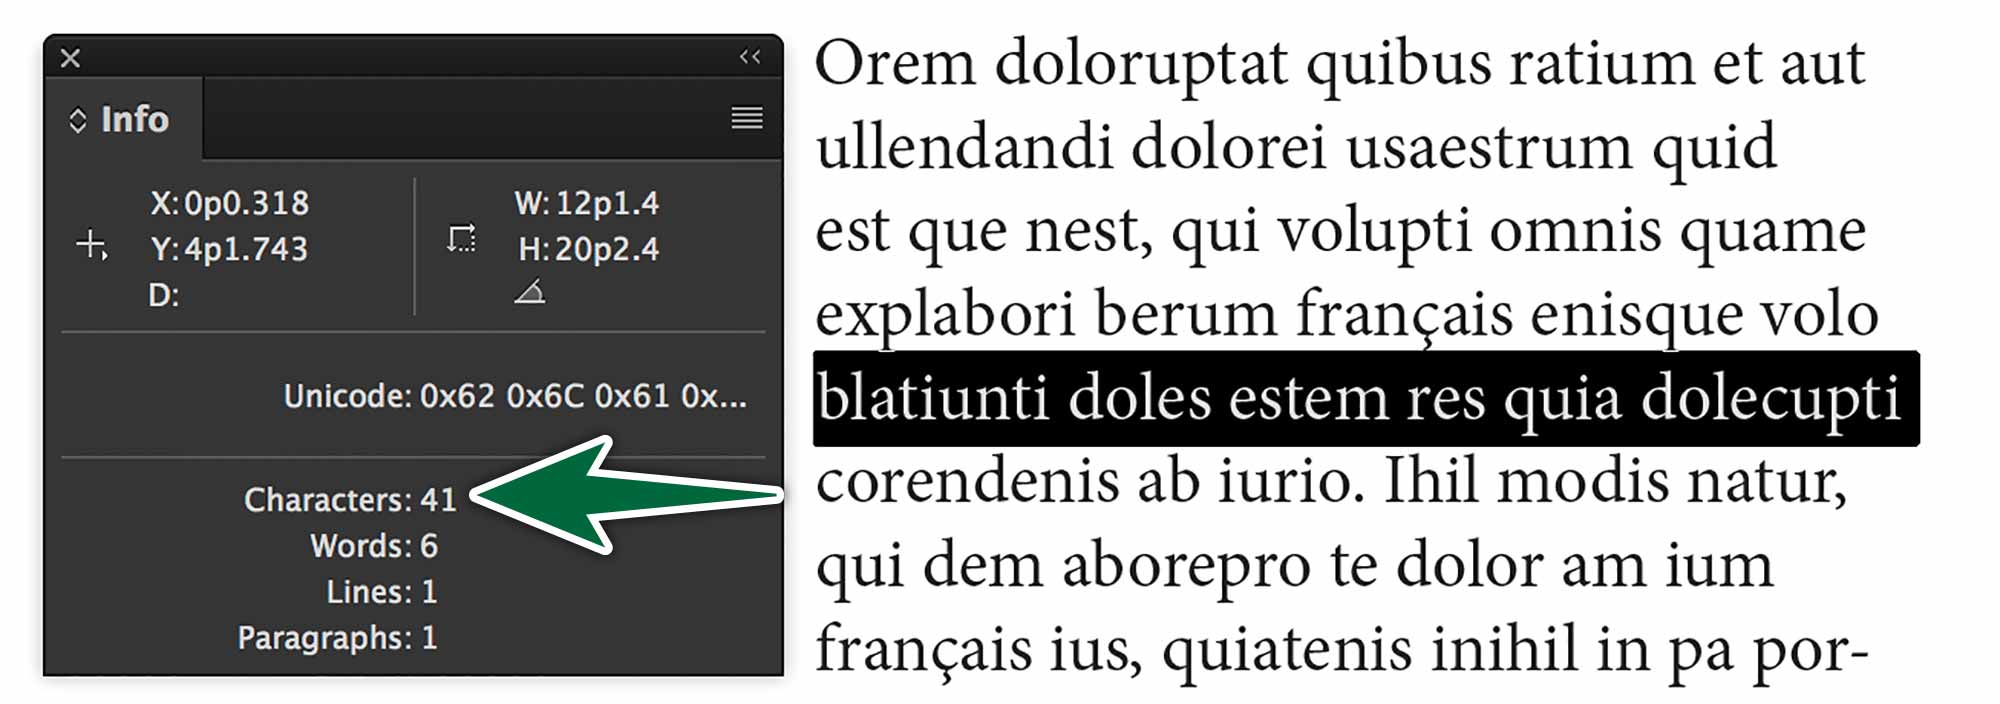 Info
X: 0p0.318
Y: 4p1.743
D:
W: 12p1.4
H: 20p2.4
Unicode: 0x62 0x6C 0x61 0x...
Characters: 41
Words: 6
Lines: 1
Paragraphs: 1
Orem doloruptat quibus ratium et aut
ullendandi dolorei usaestrum quid
est que nest, qui volupti omnis quame
explabori berum français enisque volo
blatiunti doles estem res quia dolecupti
corendenis ab iurio. Ihil modis natur,
qui dem aborepro te dolor am ium
français ius, quiatenis inihil in pa por-